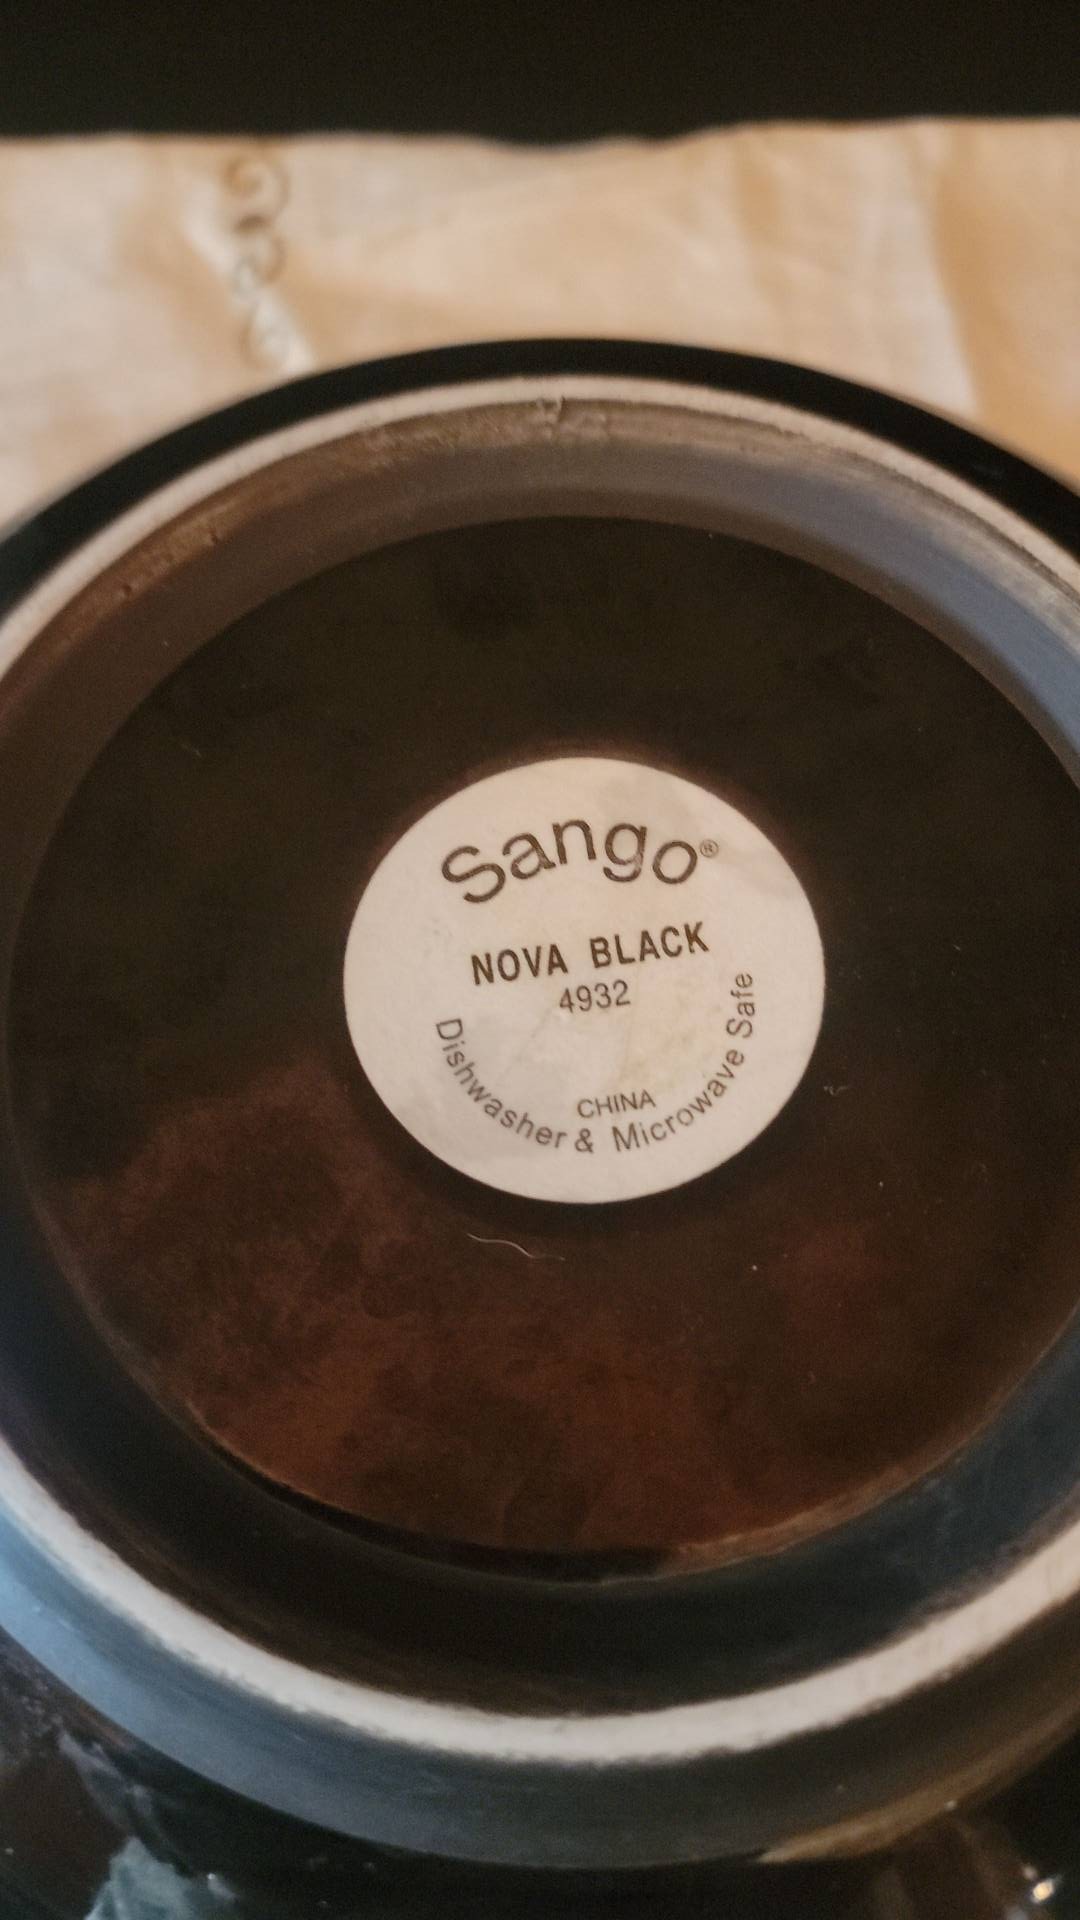 Sango®
NOVA BLACK
4932
CHINA
Dishwasher & Microwave Safe